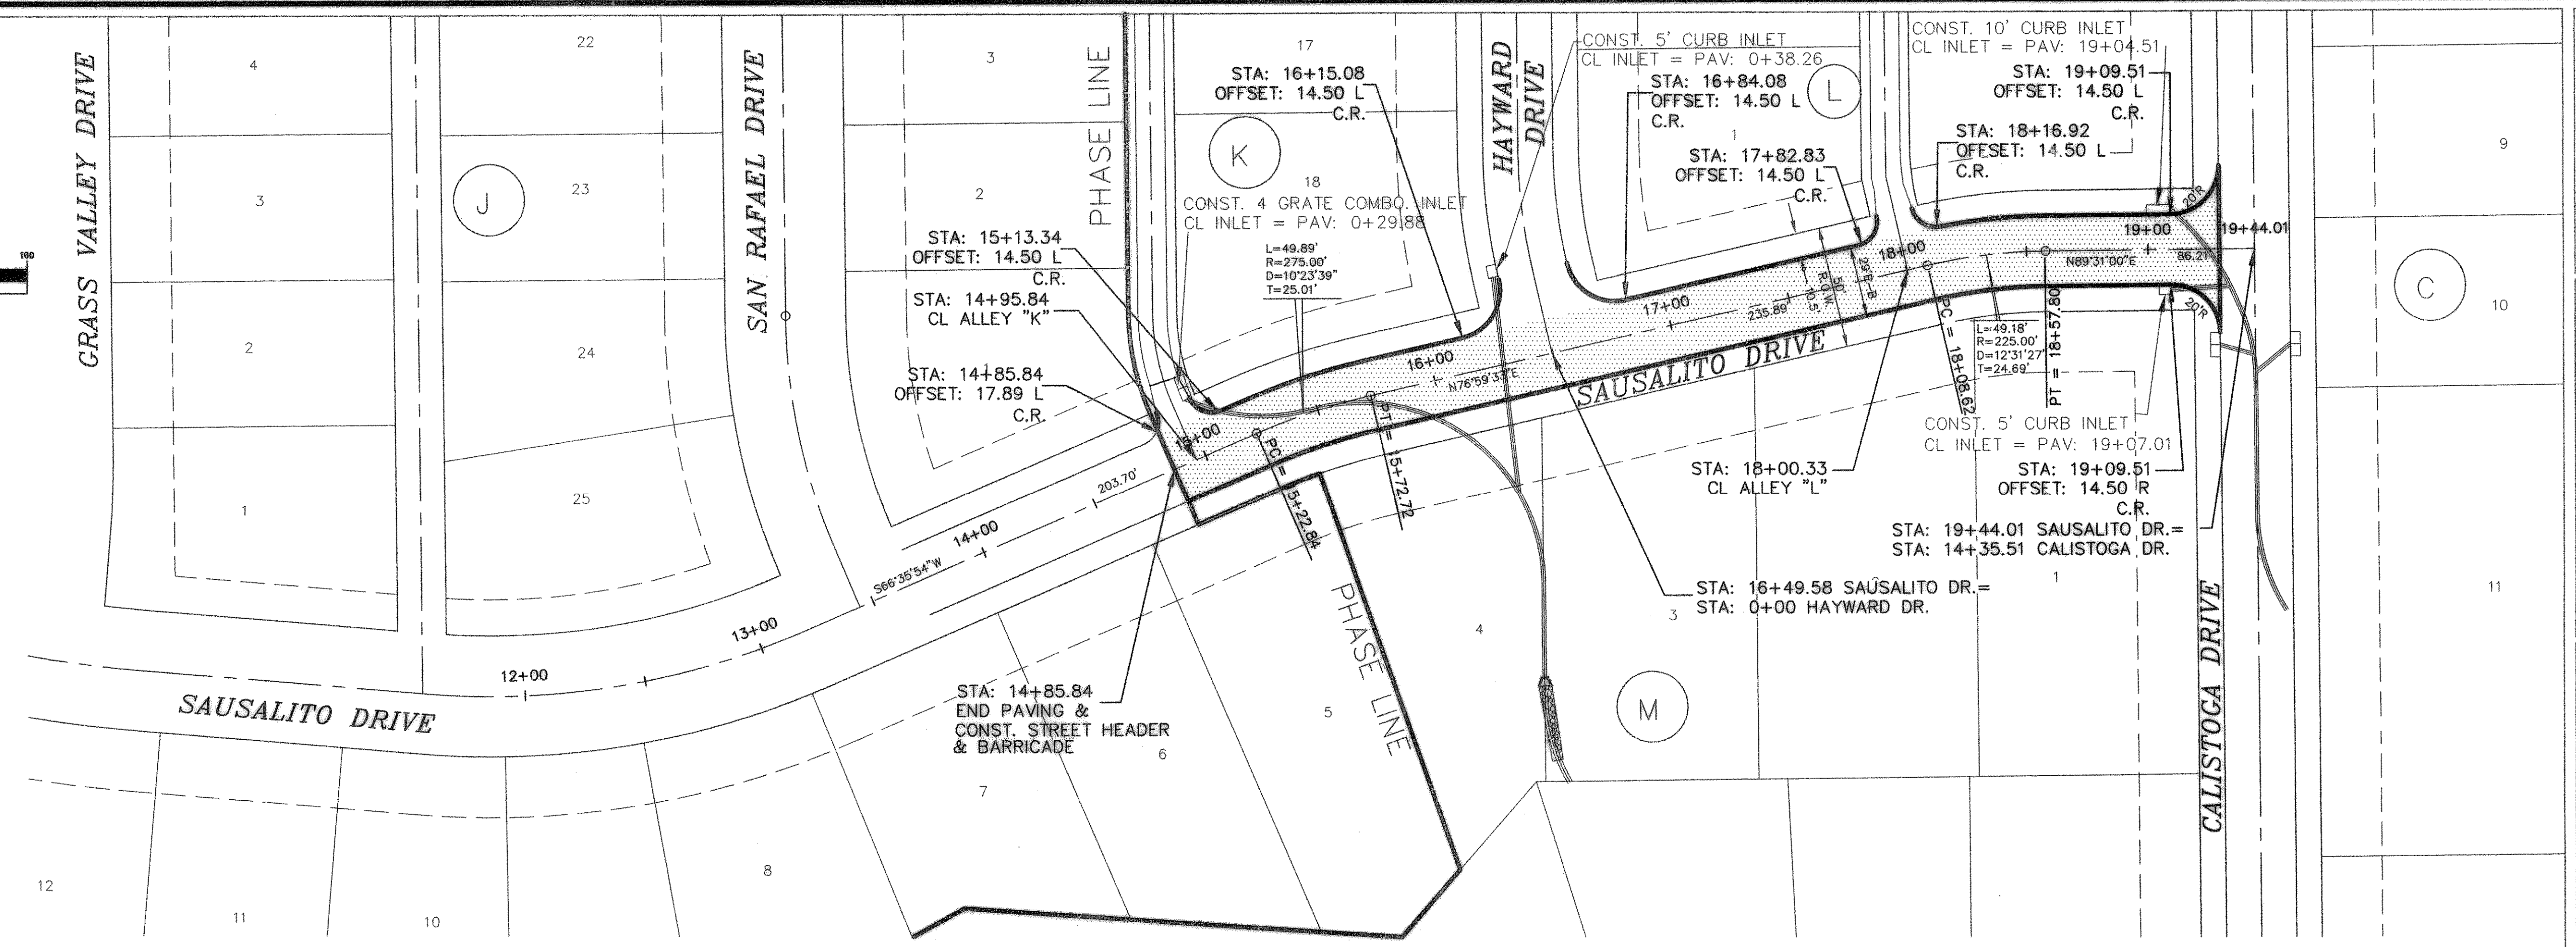 160
GRASS VALLEY DRIVE
4
3
2
1
J
22
23
24
25
SAN RAFAEL DRIVE
3
2
PHASE LINE
17
STA: 16+15.08
OFFSET: 14.50 L
C.R.
K
18
CONST. 4 GRATE COMBO. INLET
CL INLET = PAV: 0+29.88
L=49.89'
R=275.00'
D=10°23'39"
T=25.01'
STA: 15+13.34
OFFSET: 14.50 L
C.R.
STA: 14+95.84
CL ALLEY "K"
STA: 14+85.84
OFFSET: 17.89 L
C.R.
HAYWARD
DRIVE
CONST. 5' CURB INLET
CL INLET = PAV: 0+38.26
STA: 16+84.08
OFFSET: 14.50 L
C.R.
L
1
STA: 17+82.83
OFFSET: 14.50 L
C.R.
CONST. 10' CURB INLET
CL INLET = PAV: 19+04.51
STA: 19+09.51
OFFSET: 14.50 L
C.R.
STA: 18+16.92
OFFSET: 14.50 L
C.R.
20'R
19+00
19+44.01
N89°31'00"E
86.21'
20'R
9
C
10
11
18+00
29' B-B
50'
R.O.W.
10.5'
17+00
235.89'
16+00
N76°59'33"E
SAUSALITO DRIVE
15+00
PC = 15+22.84
PT = 15+72.72
PC = 18+08.62
L=49.18'
R=225.00'
D=12°31'27"
T=24.69'
PT = 18+57.80
CONST. 5' CURB INLET
CL INLET = PAV: 19+07.01
STA: 18+00.33
CL ALLEY "L"
STA: 19+09.51
OFFSET: 14.50 R
C.R.
STA: 19+44.01 SAUSALITO DR.=
STA: 14+35.51 CALISTOGA DR.
STA: 16+49.58 SAUSALITO DR.=
STA: 0+00 HAYWARD DR.
203.70'
14+00
S66°35'54"W
13+00
12+00
SAUSALITO DRIVE
STA: 14+85.84
END PAVING &
CONST. STREET HEADER
& BARRICADE
PHASE LINE
4
3
1
M
CALISTOGA DRIVE
5
6
7
8
10
11
12